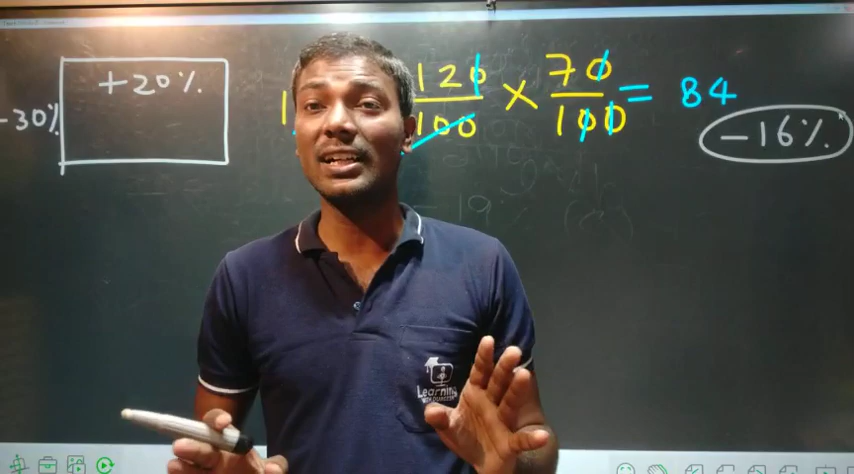 +20%
-30%
120/100 × 70/100 = 84
-16%
Learning